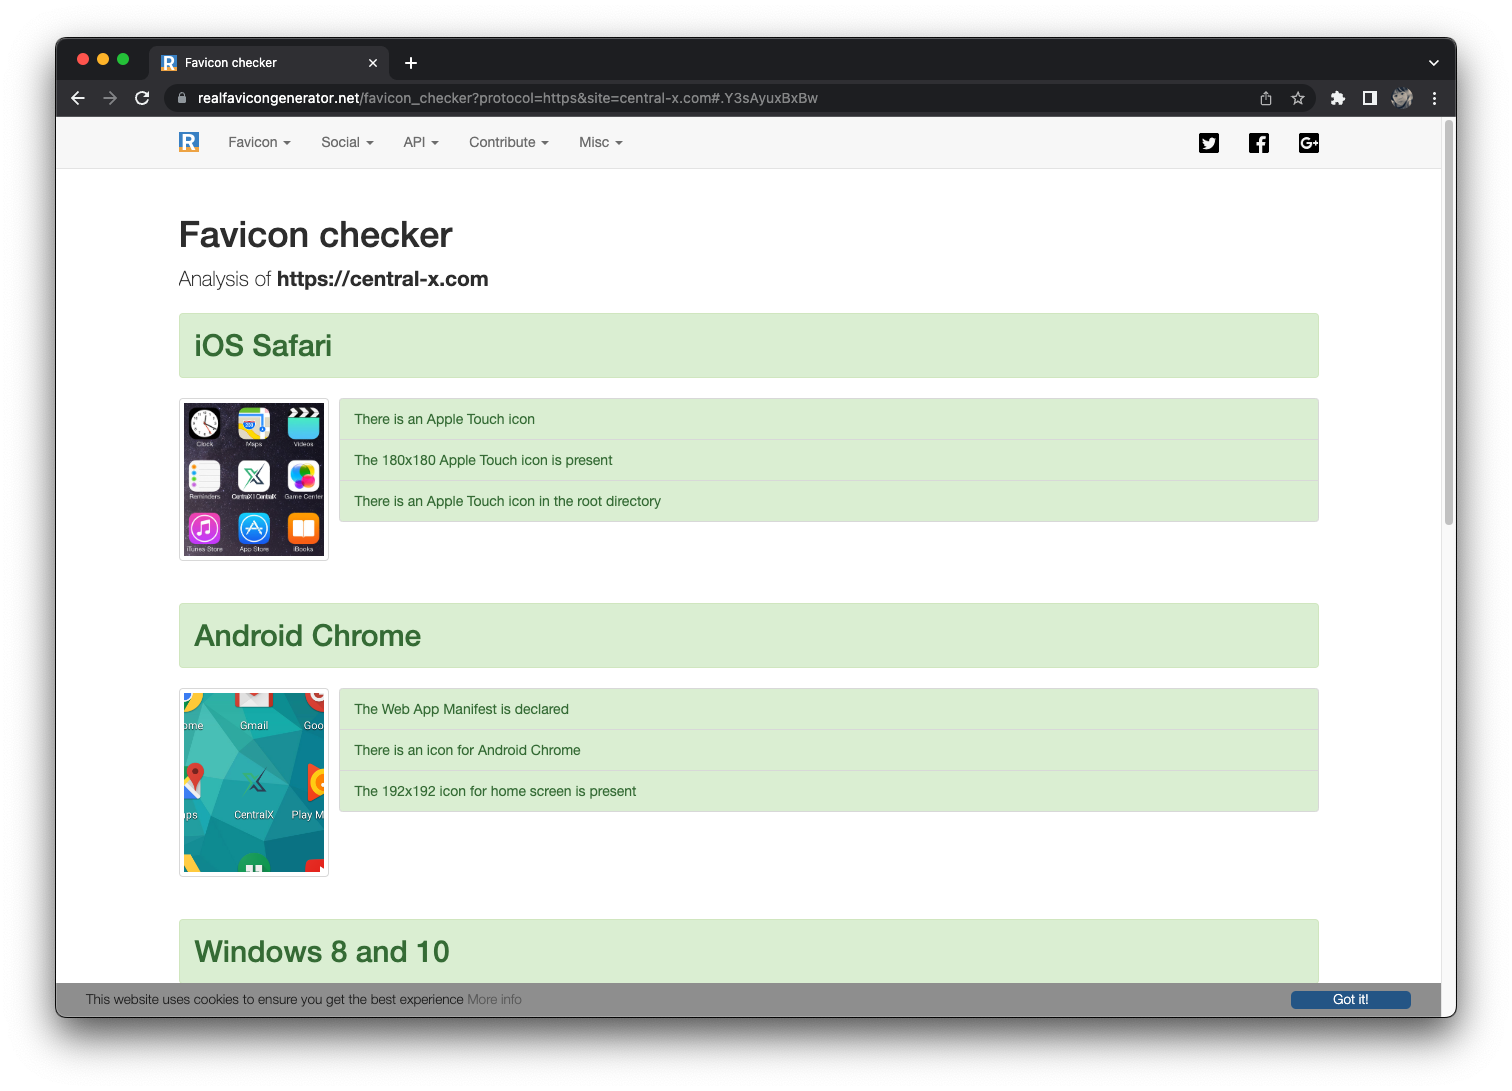 Favicon checker
realfavicongenerator.net/favicon_checker?protocol=https&site=central-x.com#.Y3sAyuxBxBw
R Favicon Social API Contribute Misc
Favicon checker
Analysis of https://central-x.com
iOS Safari
Clock Maps Videos
Reminders CentralX | CentralX Game Center
iTunes Store App Store iBooks
There is an Apple Touch icon
The 180x180 Apple Touch icon is present
There is an Apple Touch icon in the root directory
Android Chrome
ome Gmail Goo
aps CentralX Play M
The Web App Manifest is declared
There is an icon for Android Chrome
The 192x192 icon for home screen is present
Windows 8 and 10
This website uses cookies to ensure you get the best experience More info
Got it!